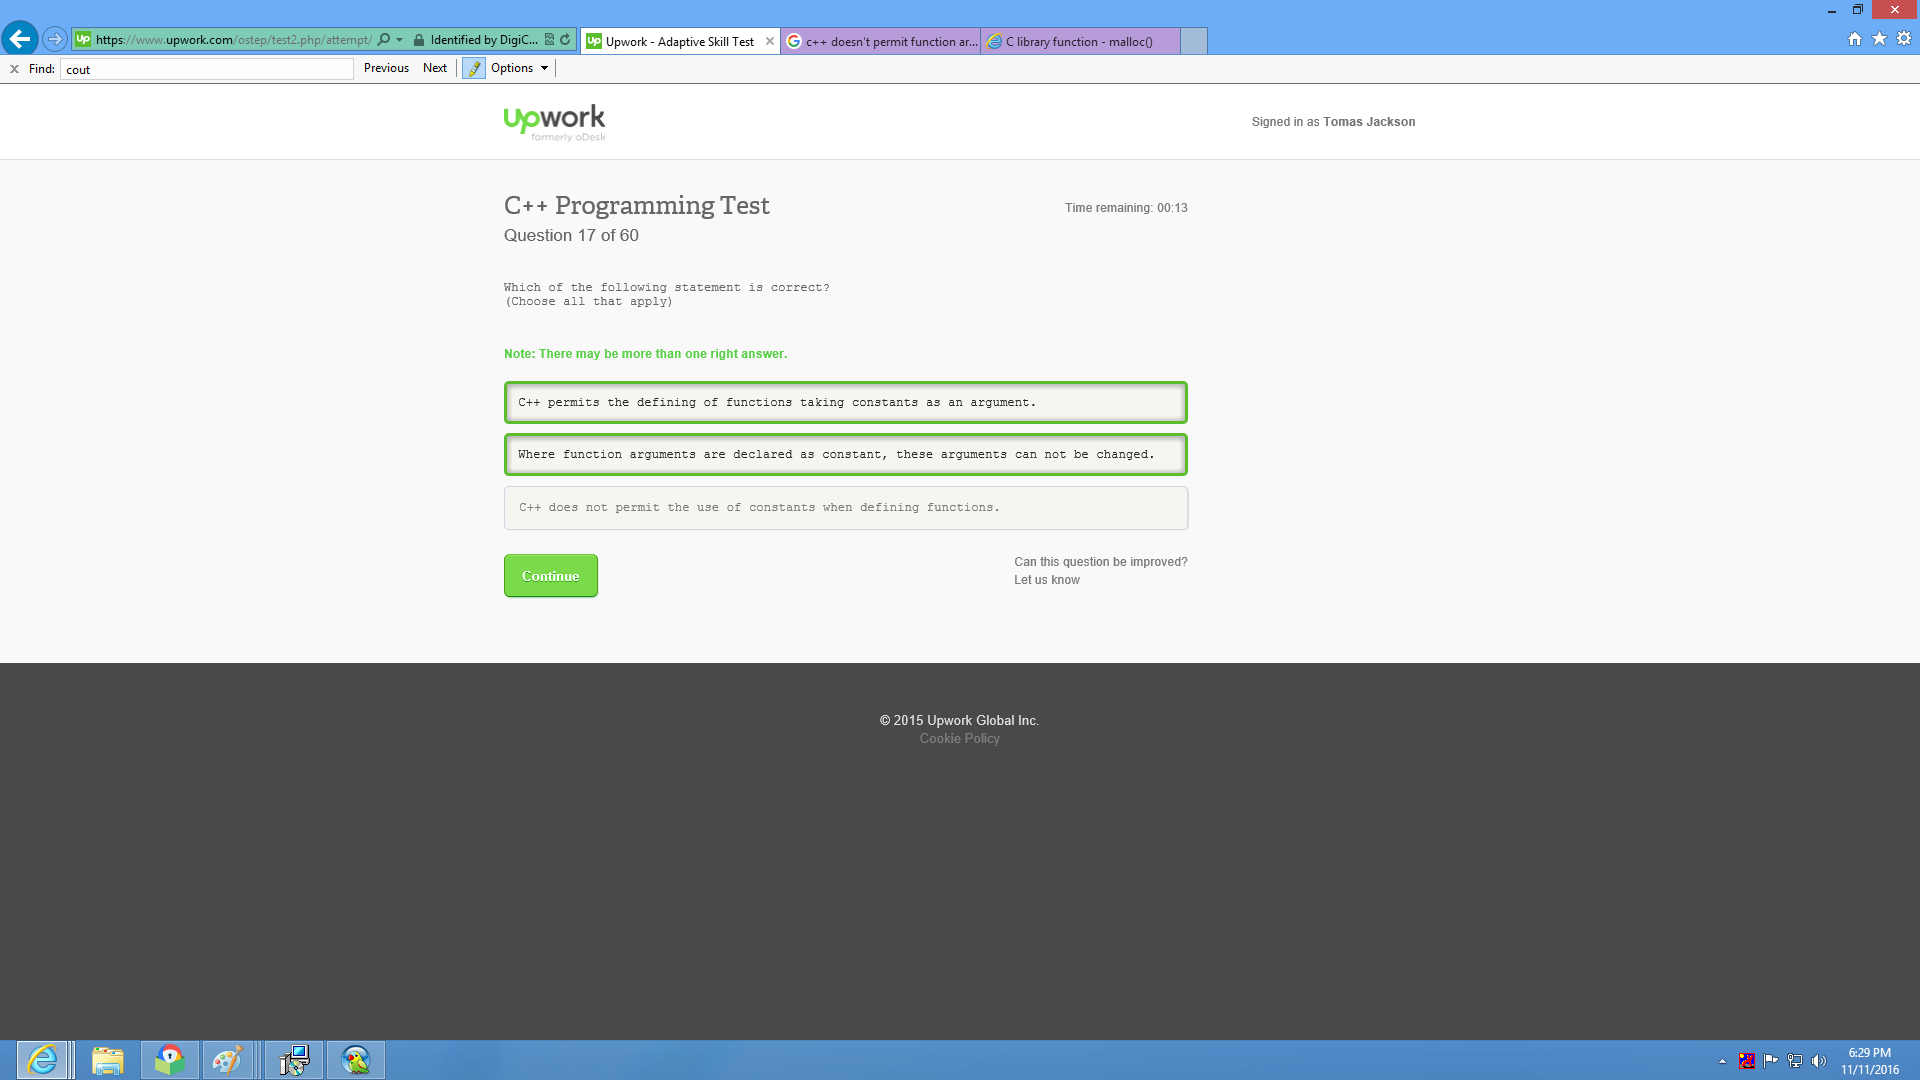 https://www.upwork.com/ostep/test2.php/attempt/
Identified by DigiC...
Upwork - Adaptive Skill Test
c++ doesn't permit function ar...
C library function - malloc()
Find: cout Previous Next Options
Upwork
formerly oDesk
Signed in as Tomas Jackson
C++ Programming Test
Time remaining: 00:13
Question 17 of 60
Which of the following statement is correct?
(Choose all that apply)
Note: There may be more than one right answer.
C++ permits the defining of functions taking constants as an argument.
Where function arguments are declared as constant, these arguments can not be changed.
C++ does not permit the use of constants when defining functions.
Continue
Can this question be improved?
Let us know
© 2015 Upwork Global Inc.
Cookie Policy
6:29 PM
11/11/2016